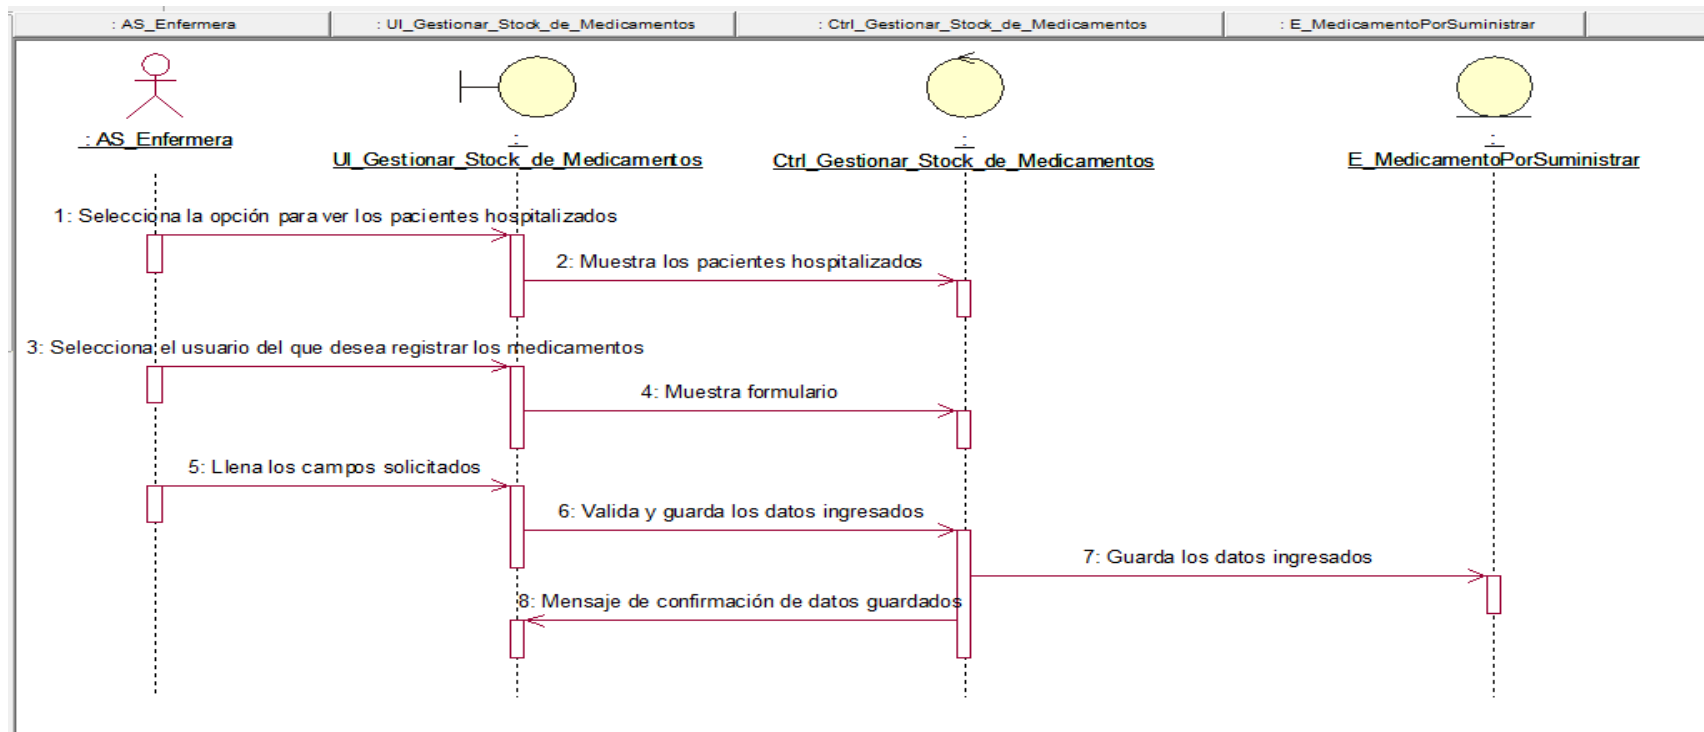 : AS_Enfermera
: UI_Gestionar_Stock_de_Medicamentos
: Ctrl_Gestionar_Stock_de_Medicamentos
: E_MedicamentoPorSuministrar
: AS_Enfermera
:
UI_Gestionar_Stock_de_Medicamentos
:
Ctrl_Gestionar_Stock_de_Medicamentos
:
E_MedicamentoPorSuministrar
1: Selecciona la opción para ver los pacientes hospitalizados
2: Muestra los pacientes hospitalizados
3: Selecciona el usuario del que desea registrar los medicamentos
4: Muestra formulario
5: Llena los campos solicitados
6: Valida y guarda los datos ingresados
7: Guarda los datos ingresados
8: Mensaje de confirmación de datos guardados